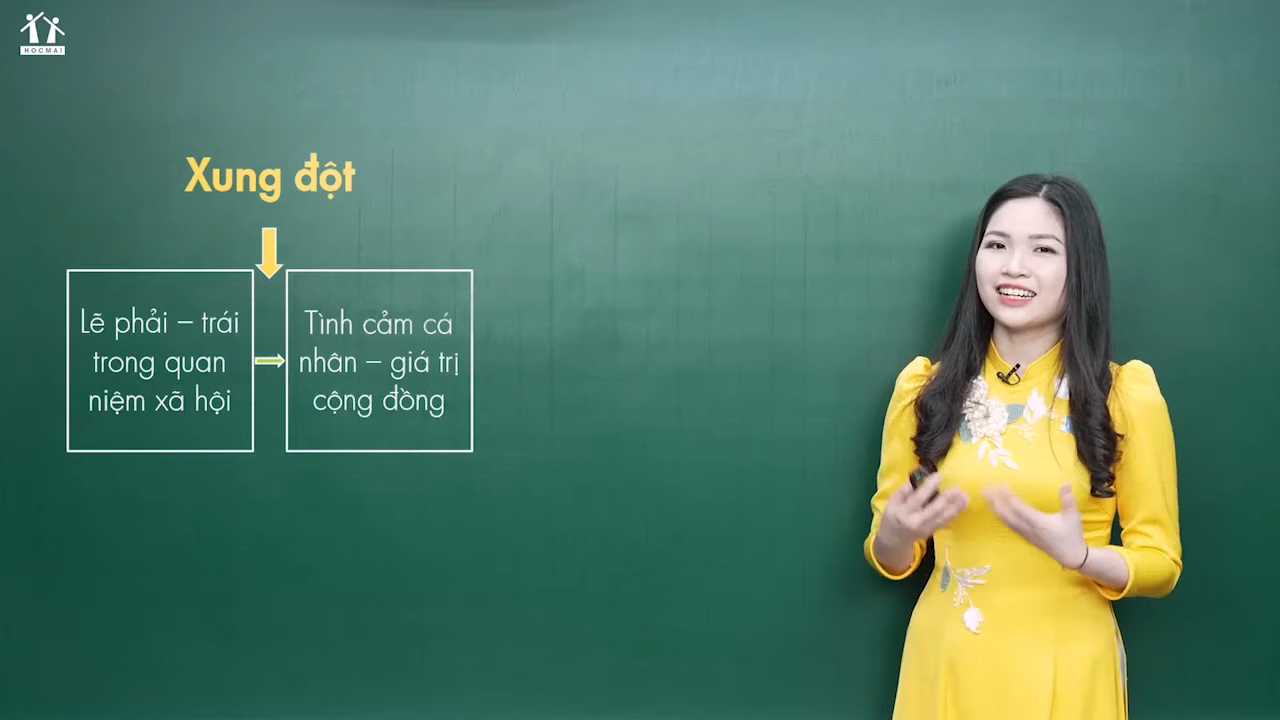 HOCMAI
Xung đột
Lẽ phải – trái
trong quan
niệm xã hội
Tình cảm cá
nhân – giá trị
cộng đồng